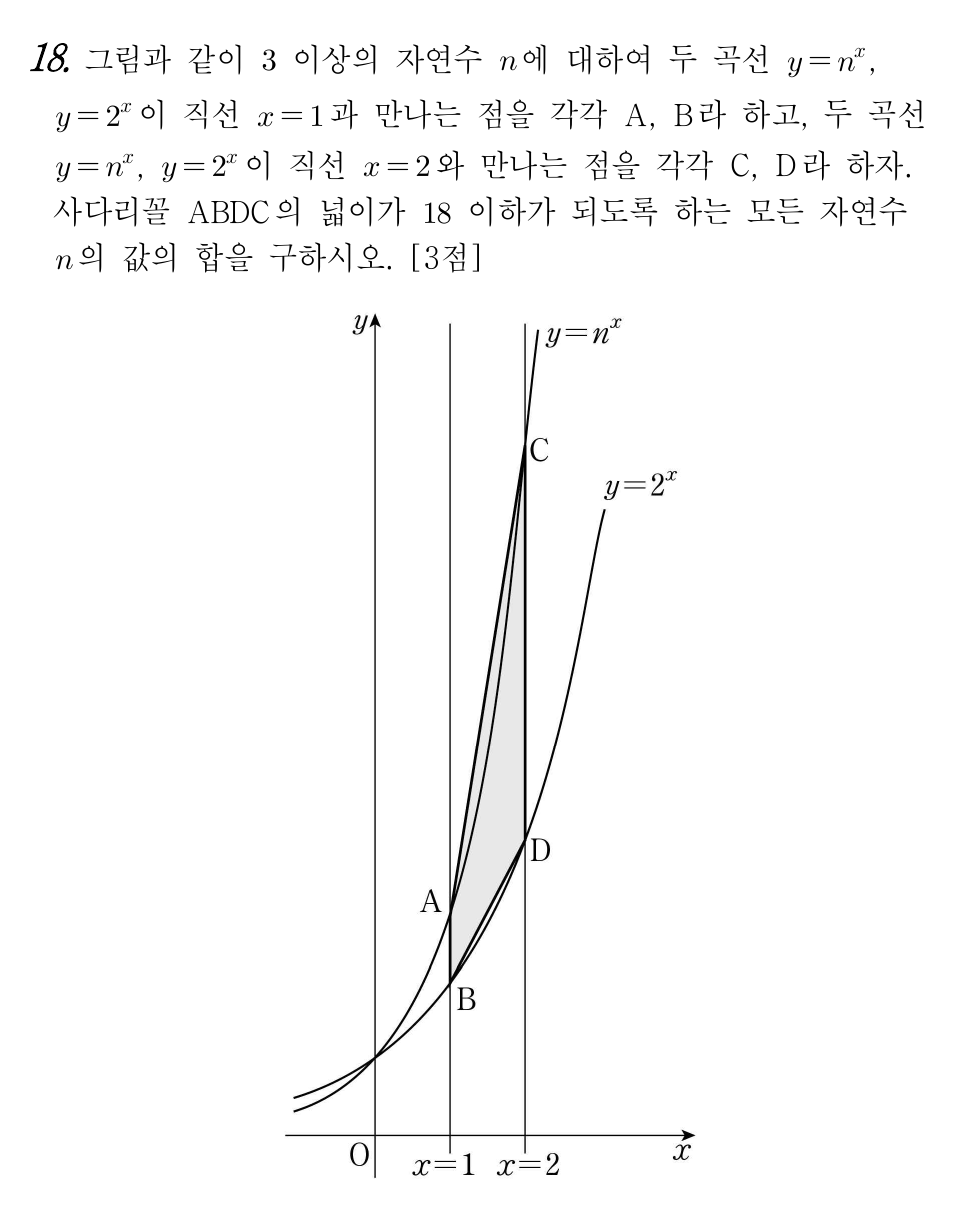 18. 그림과 같이 3 이상의 자연수 n에 대하여 두 곡선 y=nˣ,
y=2ˣ이 직선 x=1과 만나는 점을 각각 A, B라 하고, 두 곡선
y=nˣ, y=2ˣ이 직선 x=2와 만나는 점을 각각 C, D라 하자.
사다리꼴 ABDC의 넓이가 18 이하가 되도록 하는 모든 자연수
n의 값의 합을 구하시오. [3점]
y
y=nˣ
C
y=2ˣ
D
A
B
O
x=1
x=2
x